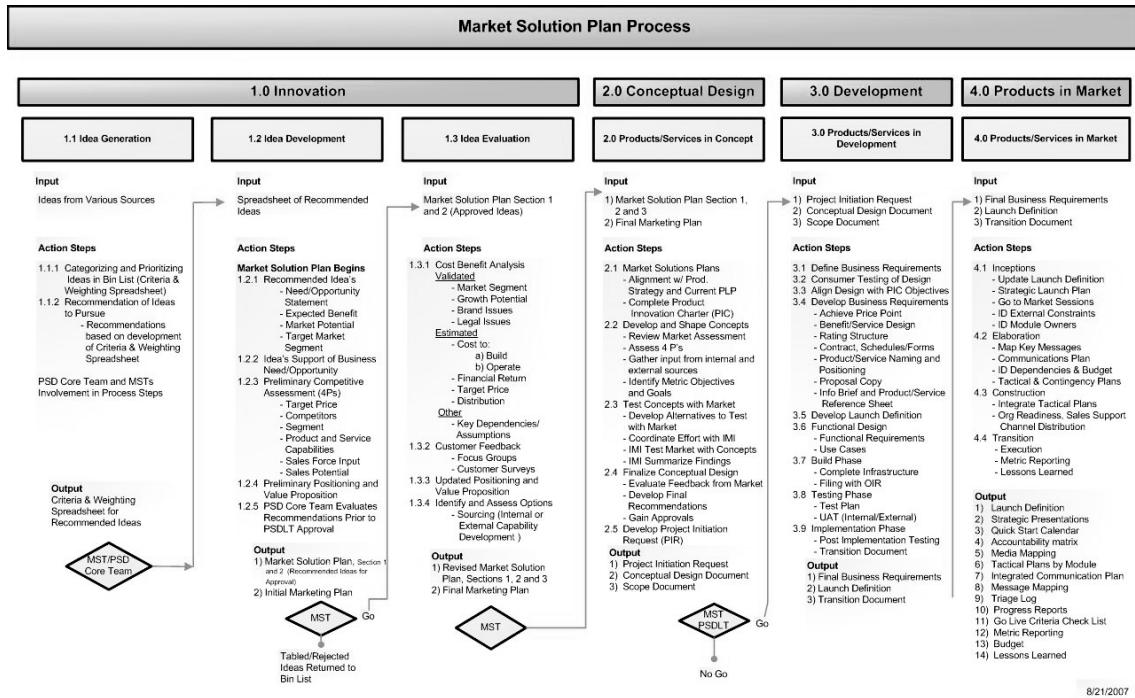 Market Solution Plan Process
1.0 Innovation
2.0 Conceptual Design
3.0 Development
4.0 Products in Market
1.1 Idea Generation
1.2 Idea Development
1.3 Idea Evaluation
2.0 Products/Services in Concept
3.0 Products/Services in
Development
4.0 Products/Services in Market
Input
Ideas from Various Sources
Action Steps
1.1.1 Categorizing and Prioritizing
Ideas in Bin List (Criteria &
Weighting Spreadsheet)
1.1.2 Recommendation of Ideas
to Pursue
- Recommendations
based on development
of Criteria & Weighting
Spreadsheet
PSD Core Team and MSTs
Involvement in Process Steps
Output
Criteria & Weighting
Spreadsheet for
Recommended Ideas
MST/PSD
Core Team
Input
Spreadsheet of Recommended
Ideas
Action Steps
Market Solution Plan Begins
1.2.1 Recommended Idea's
- Need/Opportunity
Statement
- Expected Benefit
- Market Potential
- Target Market
Segment
1.2.2 Idea's Support of Business
Need/Opportunity
1.2.3 Preliminary Competitive
Assessment (4Ps)
- Target Price
- Competitors
- Segment
- Product and Service
Capabilities
- Sales Force Input
- Sales Potential
1.2.4 Preliminary Positioning and
Value Proposition
1.2.5 PSD Core Team Evaluates
Recommendations Prior to
PSDLT Approval
Output
1) Market Solution Plan, Section 1
and 2 (Recommended Ideas for
Approval)
2) Initial Marketing Plan
MST
Go
Tabled/Rejected
Ideas Returned to
Bin List
Input
Market Solution Plan Section 1
and 2 (Approved Ideas)
Action Steps
1.3.1 Cost Benefit Analysis
Validated
- Market Segment
- Growth Potential
- Brand Issues
- Legal Issues
Estimated
- Cost to:
a) Build
b) Operate
- Financial Return
- Target Price
- Distribution
Other
- Key Dependencies/
Assumptions
1.3.2 Customer Feedback
- Focus Groups
- Customer Surveys
1.3.3 Updated Positioning and
Value Proposition
1.3.4 Identify and Assess Options
- Sourcing (Internal or
External Capability
Development )
Output
1) Revised Market Solution
Plan, Sections 1, 2 and 3
2) Final Marketing Plan
MST
Input
1) Market Solution Plan Section 1,
2 and 3
2) Final Marketing Plan
Action Steps
2.1 Market Solutions Plans
- Alignment w/ Prod.
Strategy and Current PLP
- Complete Product
Innovation Charter (PIC)
2.2 Develop and Shape Concepts
- Review Market Assessment
- Assess 4 P's
- Gather input from internal and
external sources
- Identify Metric Objectives
and Goals
2.3 Test Concepts with Market
- Develop Alternatives to Test
with Market
- Coordinate Effort with IMI
- IMI Test Market with Concepts
- IMI Summarize Findings
2.4 Finalize Conceptual Design
- Evaluate Feedback from Market
- Develop Final
Recommendations
- Gain Approvals
2.5 Develop Project Initiation
Request (PIR)
Output
1) Project Initiation Request
2) Conceptual Design Document
3) Scope Document
MST
PSDLT
Go
No Go
Input
1) Project Initiation Request
2) Conceptual Design Document
3) Scope Document
Action Steps
3.1 Define Business Requirements
3.2 Consumer Testing of Design
3.3 Align Design with PIC Objectives
3.4 Develop Business Requirements
- Achieve Price Point
- Benefit/Service Design
- Rating Structure
- Contract, Schedules/Forms
- Product/Service Naming and
Positioning
- Proposal Copy
- Info Brief and Product/Service
Reference Sheet
3.5 Develop Launch Definition
3.6 Functional Design
- Functional Requirements
- Use Cases
3.7 Build Phase
- Complete Infrastructure
- Filing with OIR
3.8 Testing Phase
- Test Plan
- UAT (Internal/External)
3.9 Implementation Phase
- Post Implementation Testing
- Transition Document
Output
1) Final Business Requirements
2) Launch Definition
3) Transition Document
Input
1) Final Business Requirements
2) Launch Definition
3) Transition Document
Action Steps
4.1 Inceptions
- Update Launch Definition
- Strategic Launch Plan
- Go to Market Sessions
- ID External Constraints
- ID Module Owners
4.2 Elaboration
- Map Key Messages
- Communications Plan
- ID Dependencies & Budget
- Tactical & Contingency Plans
4.3 Construction
- Integrate Tactical Plans
- Org Readiness, Sales Support
Channel Distribution
4.4 Transition
- Execution
- Metric Reporting
- Lessons Learned
Output
1) Launch Definition
2) Strategic Presentations
3) Quick Start Calendar
4) Accountability matrix
5) Media Mapping
6) Tactical Plans by Module
7) Integrated Communication Plan
8) Message Mapping
9) Triage Log
10) Progress Reports
11) Go Live Criteria Check List
12) Metric Reporting
13) Budget
14) Lessons Learned
8/21/2007